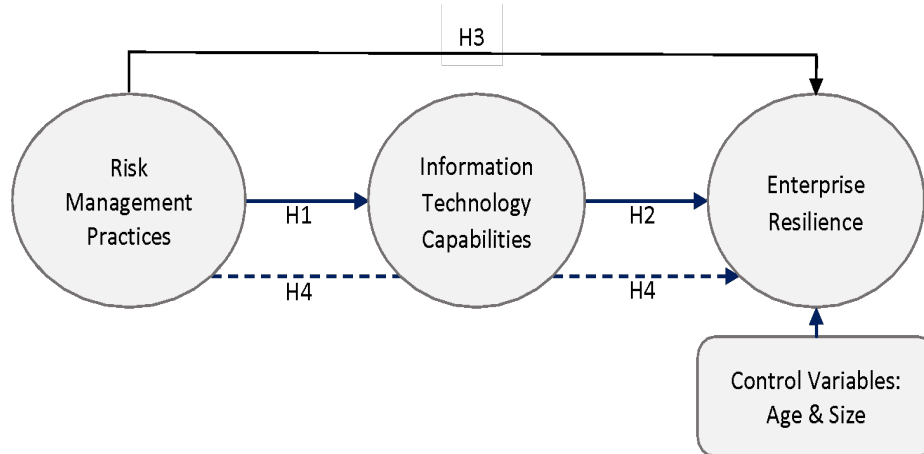 H3
Risk
Management
Practices
H1
Information
Technology
Capabilities
H2
Enterprise
Resilience
H4
H4
Control Variables:
Age & Size